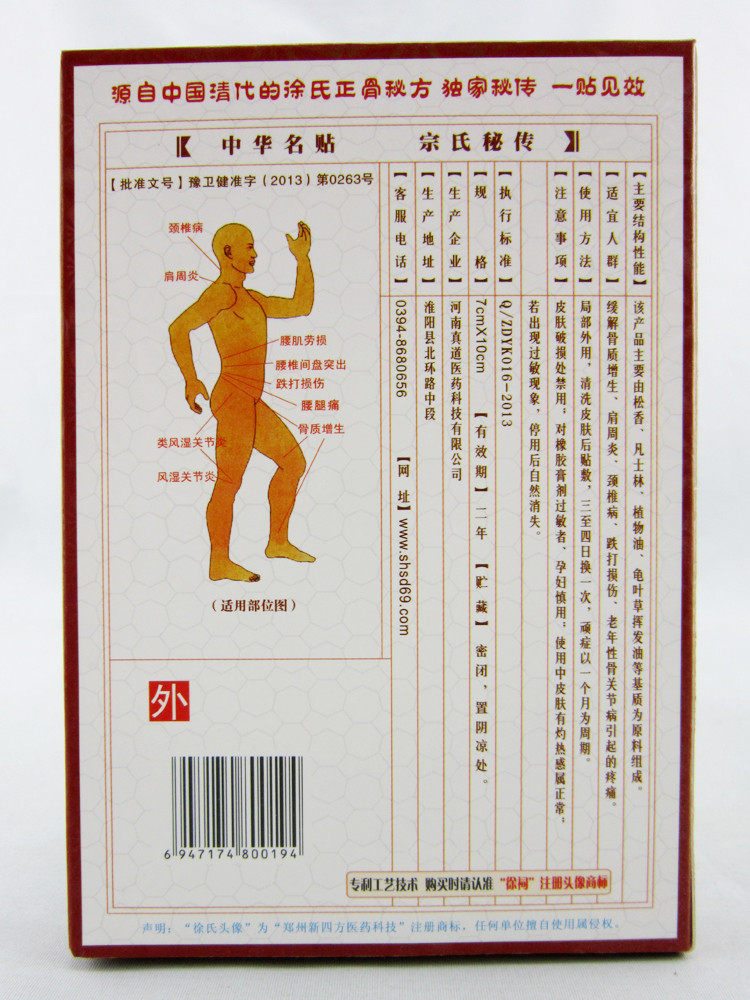 源自中国清代的徐氏正骨秘方 独家秘传 一贴见效
【 中华名贴 宗氏秘传 】
【批准文号】豫卫健准字（2013）第0263号
【主要结构性能】该产品主要由松香、凡士林、植物油、龟叶草挥发油等基质为原料组成。
【适宜人群】缓解骨质增生、肩周炎、颈椎病、跌打损伤、老年性骨关节病引起的疼痛。
【使用方法】局部外用，清洗皮肤后贴敷，三至四日换一次，顽症以一个月为周期。
【注意事项】皮肤破损处禁用；对橡胶膏剂过敏者、孕妇慎用；使用中皮肤有灼热感属正常；
若出现过敏现象，停用后自然消失。
【执行标准】Q/ZDYK016-2013
【规格】7cmX10cm 【有效期】二年 【贮藏】密闭，置阴凉处。
【生产企业】河南真道医药科技有限公司
【生产地址】淮阳县北环路中段
【客服电话】0394-8680656 【网址】www.shsd69.com
颈椎病
肩周炎
腰肌劳损
腰椎间盘突出
跌打损伤
腰腿痛
骨质增生
类风湿关节炎
风湿关节炎
（适用部位图）
外
6 947174 800194
专利工艺技术 购买时请认准“徐祠”注册头像商标
声明：“徐氏头像”为“郑州新四方医药科技”注册商标，任何单位擅自使用属侵权。